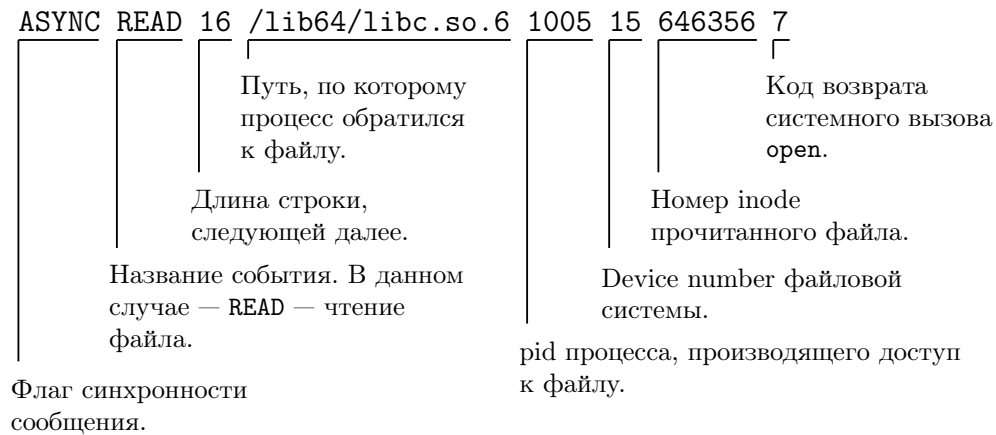 ASYNC READ 16 /lib64/libc.so.6 1005 15 646356 7
Путь, по которому
процесс обратился
к файлу.
Код возврата
системного вызова
open.
Длина строки,
следующей далее.
Номер inode
прочитанного файла.
Название события. В данном
случае — READ — чтение
файла.
Device number файловой
системы.
pid процесса, производящего доступ
к файлу.
Флаг синхронности
сообщения.